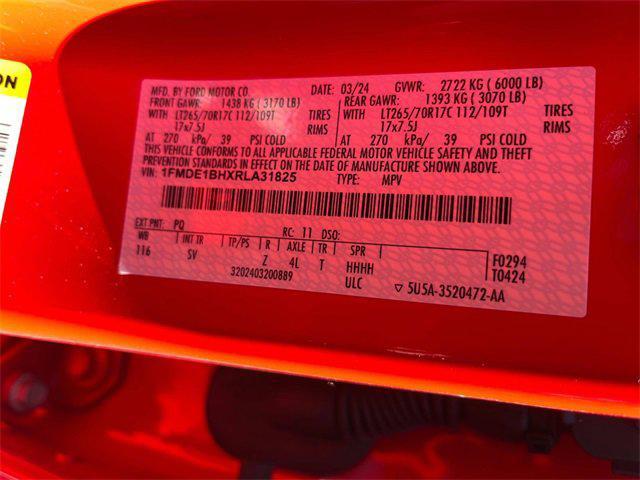 ON
MFD. BY FORD MOTOR CO. DATE: 03/24 GVWR: 2722 KG ( 6000 LB)
FRONT GAWR: 1438 KG ( 3170 LB) REAR GAWR: 1393 KG ( 3070 LB)
WITH LT265/70R17C 112/109T TIRES WITH LT265/70R17C 112/109T TIRES
17x7.5J RIMS 17x7.5J RIMS
AT 270 kPa/ 39 PSI COLD AT 270 kPa/ 39 PSI COLD
THIS VEHICLE CONFORMS TO ALL APPLICABLE FEDERAL MOTOR VEHICLE SAFETY AND THEFT
PREVENTION STANDARDS IN EFFECT ON THE DATE OF MANUFACTURE SHOWN ABOVE.
VIN: 1FMDE1BHXRLA31825 TYPE: MPV
EXT PNT: PQ RC: 11 DSO:
WB INT TR TP/PS R AXLE TR SPR F0294
116 SV Z 4L T HHHH T0424
3202403200889 ULC ▽ 5U5A-3520472-AA